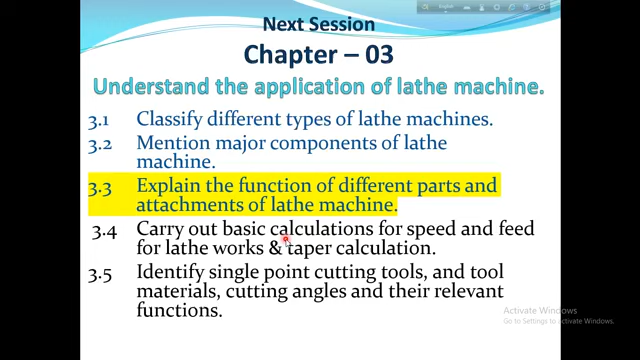 Next Session
Chapter – 03
Understand the application of lathe machine.
3.1 Classify different types of lathe machines.
3.2 Mention major components of lathe
machine.
3.3 Explain the function of different parts and
attachments of lathe machine.
3.4 Carry out basic calculations for speed and feed
for lathe works & taper calculation.
3.5 Identify single point cutting tools, and tool
materials, cutting angles and their relevant
functions.
Activate Windows
Go to Settings to activate Windows.